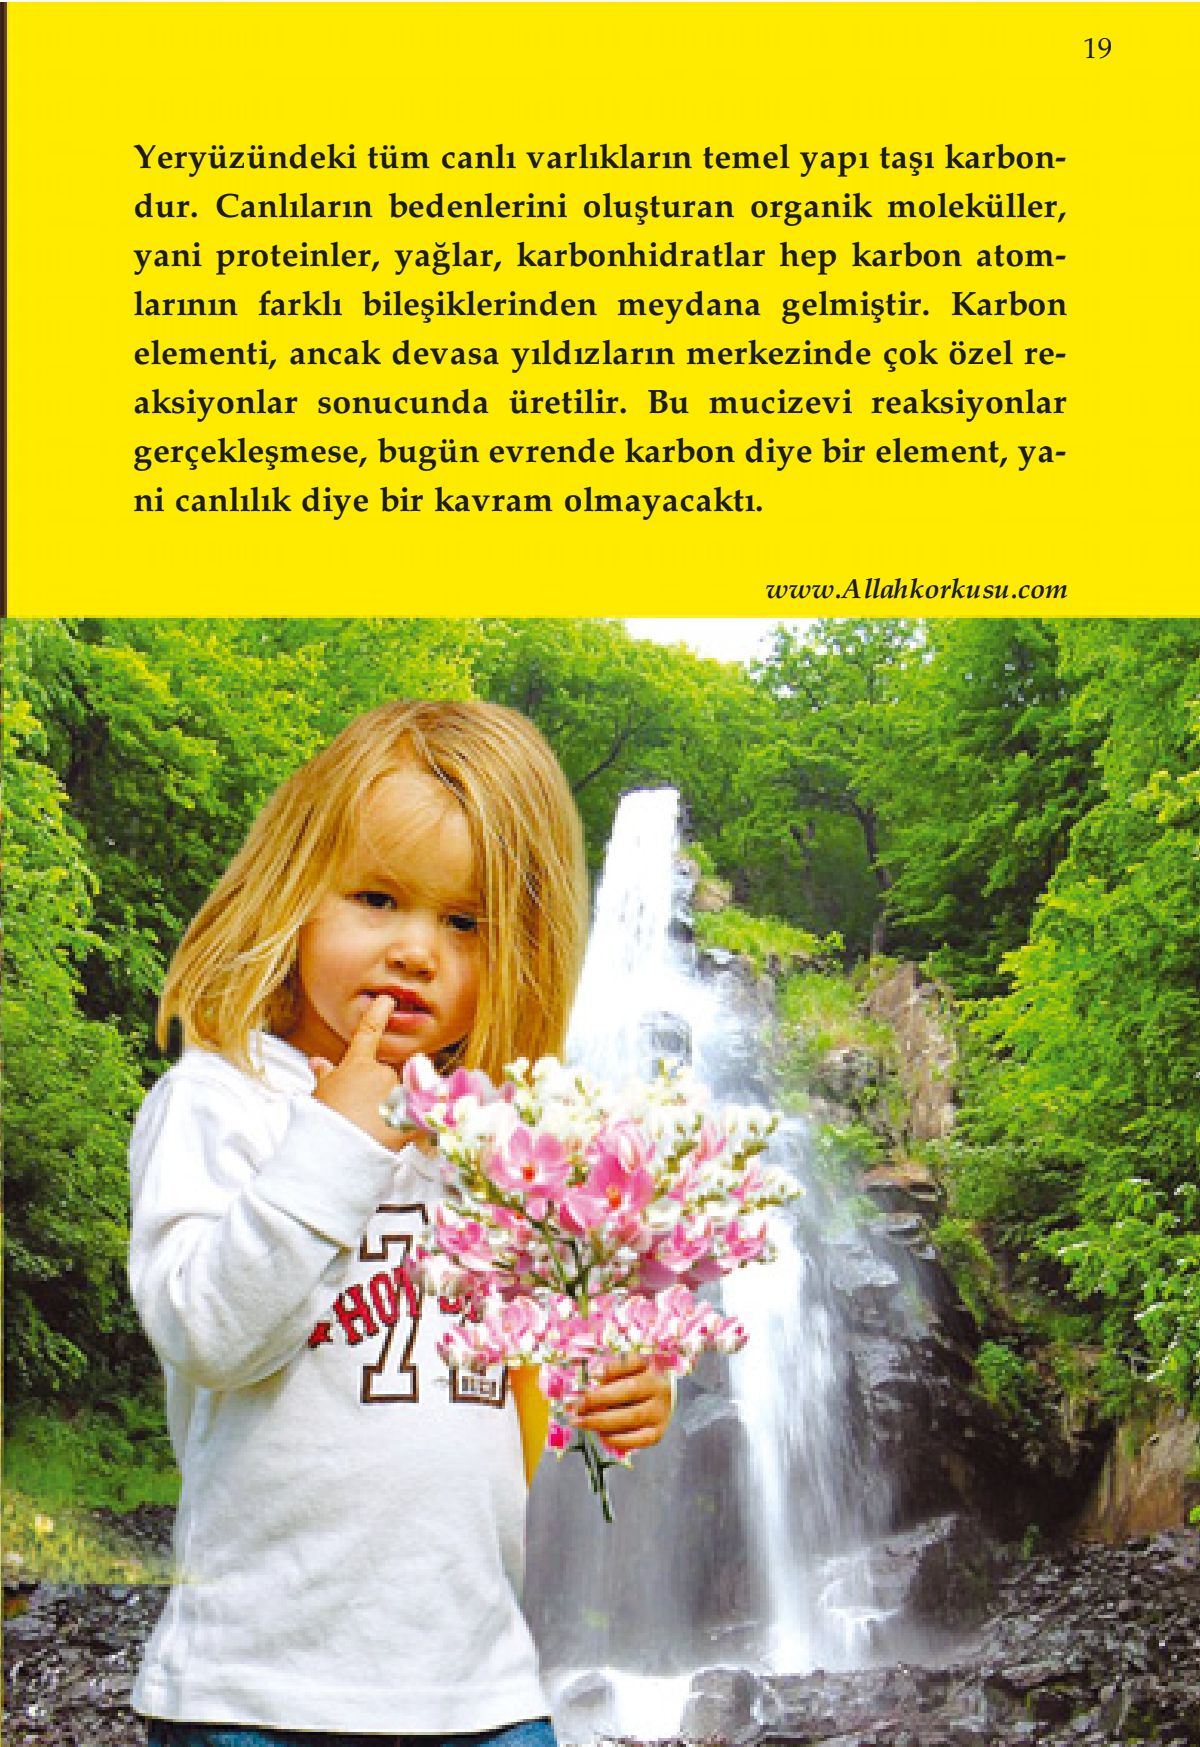 19
Yeryüzündeki tüm canlı varlıkların temel yapı taşı karbon-
dur. Canlıların bedenlerini oluşturan organik moleküller,
yani proteinler, yağlar, karbonhidratlar hep karbon atom-
larının farklı bileşiklerinden meydana gelmiştir. Karbon
elementi, ancak devasa yıldızların merkezinde çok özel re-
aksiyonlar sonucunda üretilir. Bu mucizevi reaksiyonlar
gerçekleşmese, bugün evrende karbon diye bir element, ya-
ni canlılık diye bir kavram olmayacaktı.
www.Allahkorkusu.com